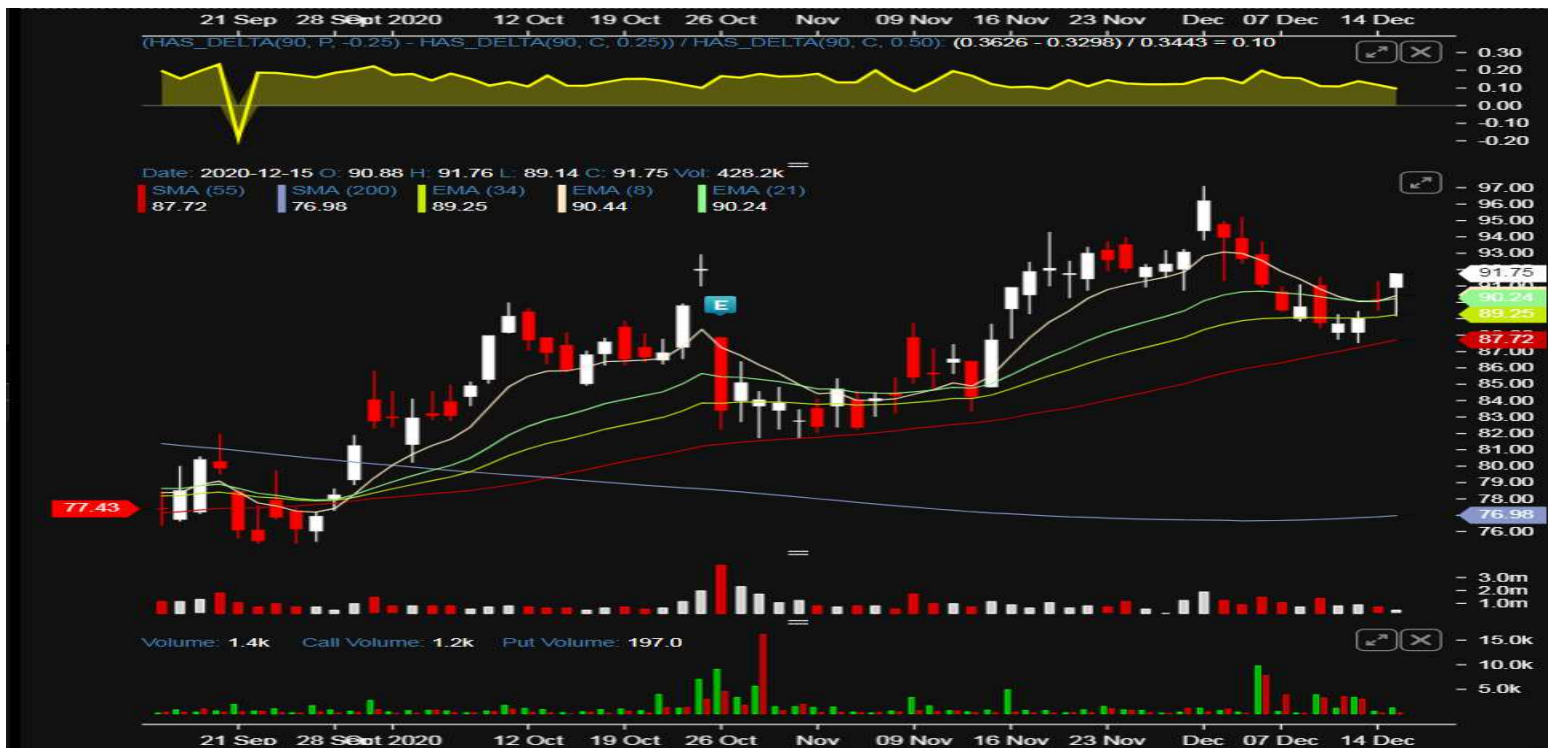 21 Sep 28 Sep Oct 2020 12 Oct 19 Oct 26 Oct Nov 09 Nov 16 Nov 23 Nov Dec 07 Dec 14 Dec
(HAS_DELTA(90, P, -0.25) - HAS_DELTA(90, C, 0.25)) / HAS_DELTA(90, C, 0.50): (0.3626 - 0.3298) / 0.3443 = 0.10
0.30
0.20
0.10
0.00
-0.10
-0.20
Date: 2020-12-15 O: 90.88 H: 91.76 L: 89.14 C: 91.75 Vol: 428.2k
SMA (55) SMA (200) EMA (34) EMA (8) EMA (21)
87.72 76.98 89.25 90.44 90.24
97.00
96.00
95.00
94.00
93.00
91.75
91.00
90.24
89.25
E
87.72
87.00
86.00
85.00
84.00
83.00
82.00
81.00
80.00
79.00
78.00
77.43
76.98
76.00
3.0m
2.0m
1.0m
Volume: 1.4k Call Volume: 1.2k Put Volume: 197.0
15.0k
10.0k
5.0k
21 Sep 28 Sep Oct 2020 12 Oct 19 Oct 26 Oct Nov 09 Nov 16 Nov 23 Nov Dec 07 Dec 14 Dec